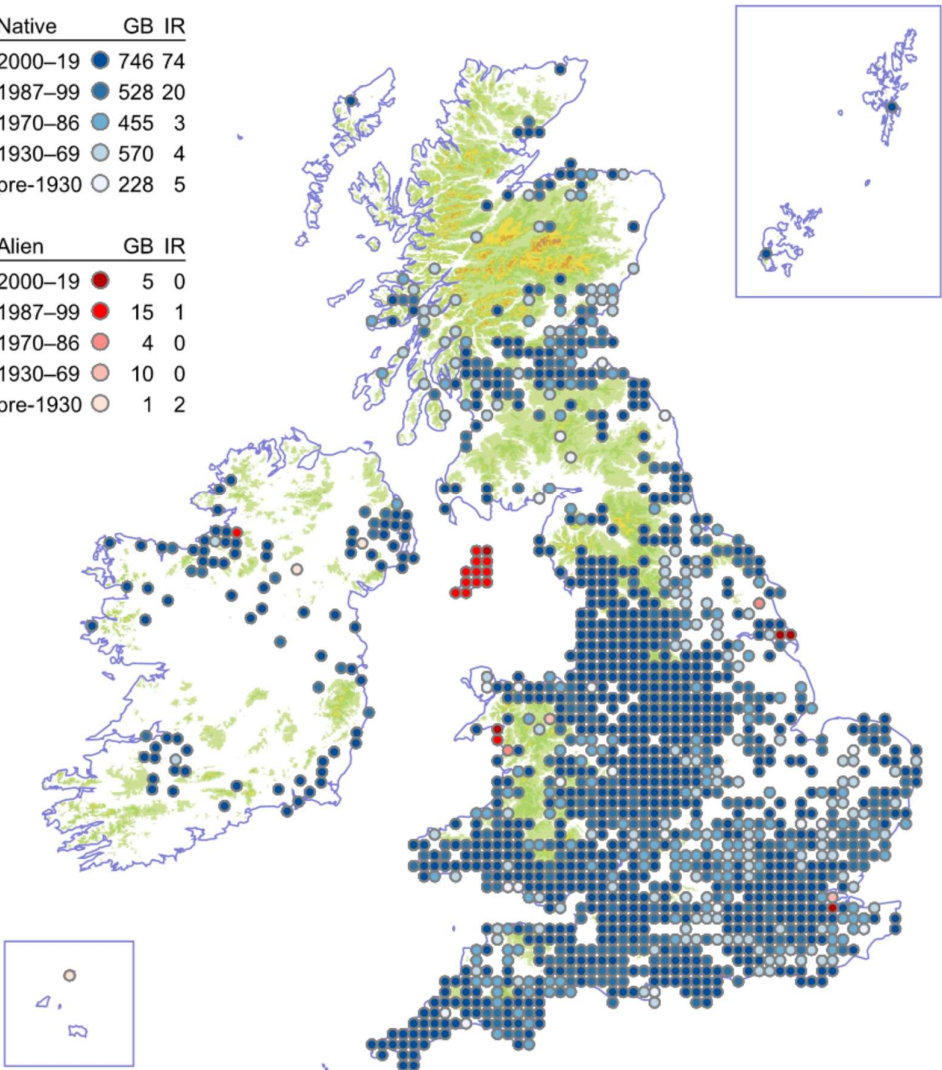 Native GB IR
2000–19 746 74
1987–99 528 20
1970–86 455 3
1930–69 570 4
pre-1930 228 5
Alien GB IR
2000–19 5 0
1987–99 15 1
1970–86 4 0
1930–69 10 0
pre-1930 1 2